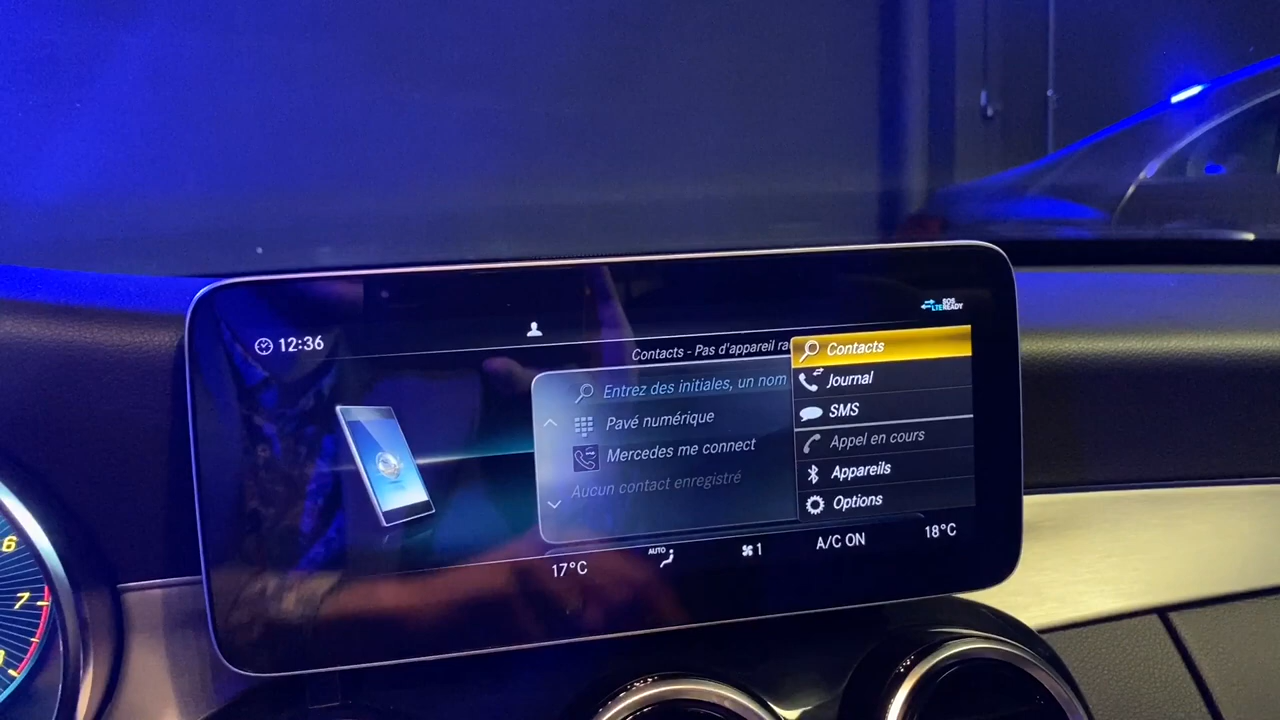 SOS
LTE READY
12:36
Contacts - Pas d'appareil ra
Entrez des initiales, un nom
Pavé numérique
Mercedes me connect
Aucun contact enregistré
Contacts
Journal
SMS
Appel en cours
Appareils
Options
17°C
AUTO
1
A/C ON
18°C
6
7